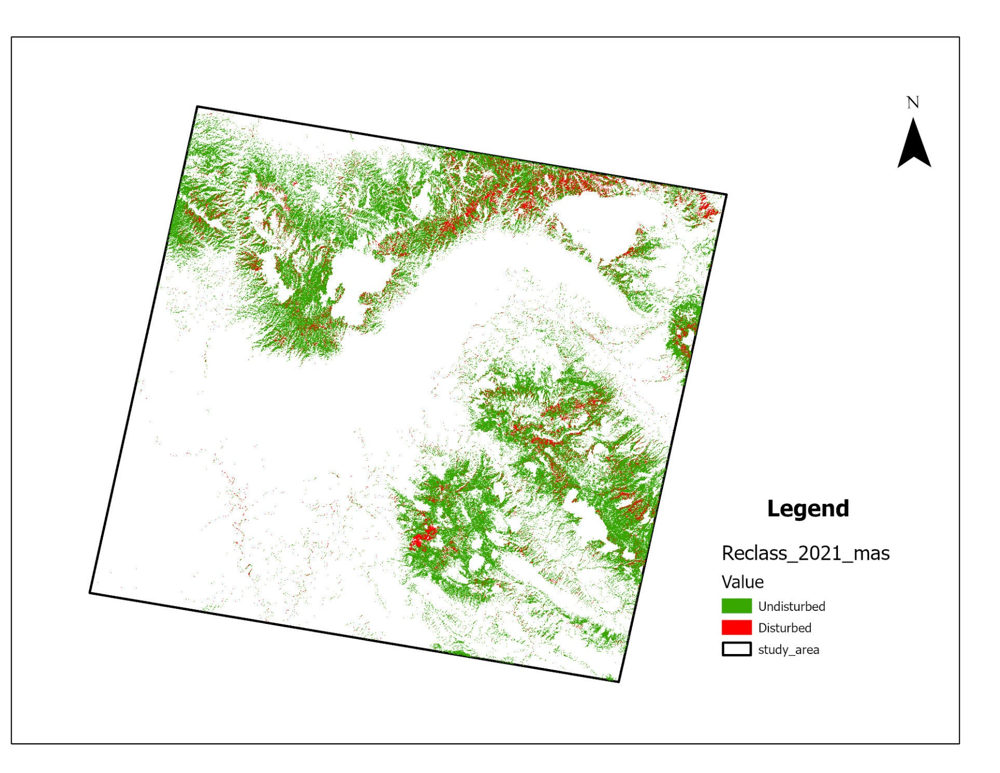 N
Legend
Reclass_2021_mas
Value
Undisturbed
Disturbed
study_area